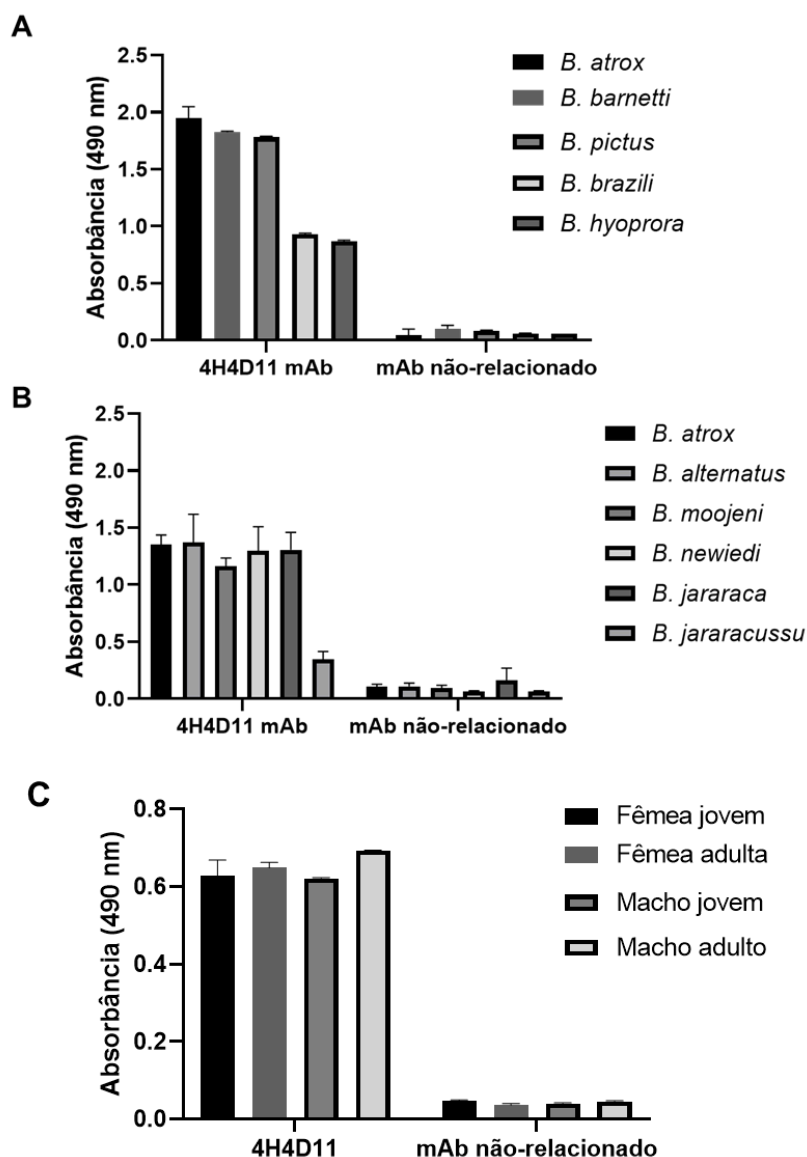 A
Absorbância (490 nm)
2.5
2.0
1.5
1.0
0.5
0.0
4H4D11 mAb
mAb não-relacionado
B. atrox
B. barnetti
B. pictus
B. brazili
B. hyoprora
B
Absorbância (490 nm)
2.5
2.0
1.5
1.0
0.5
0.0
4H4D11 mAb
mAb não-relacionado
B. atrox
B. alternatus
B. moojeni
B. newiedi
B. jararaca
B. jararacussu
C
Absorbância (490 nm)
0.8
0.6
0.4
0.2
0.0
4H4D11
mAb não-relacionado
Fêmea jovem
Fêmea adulta
Macho jovem
Macho adulto